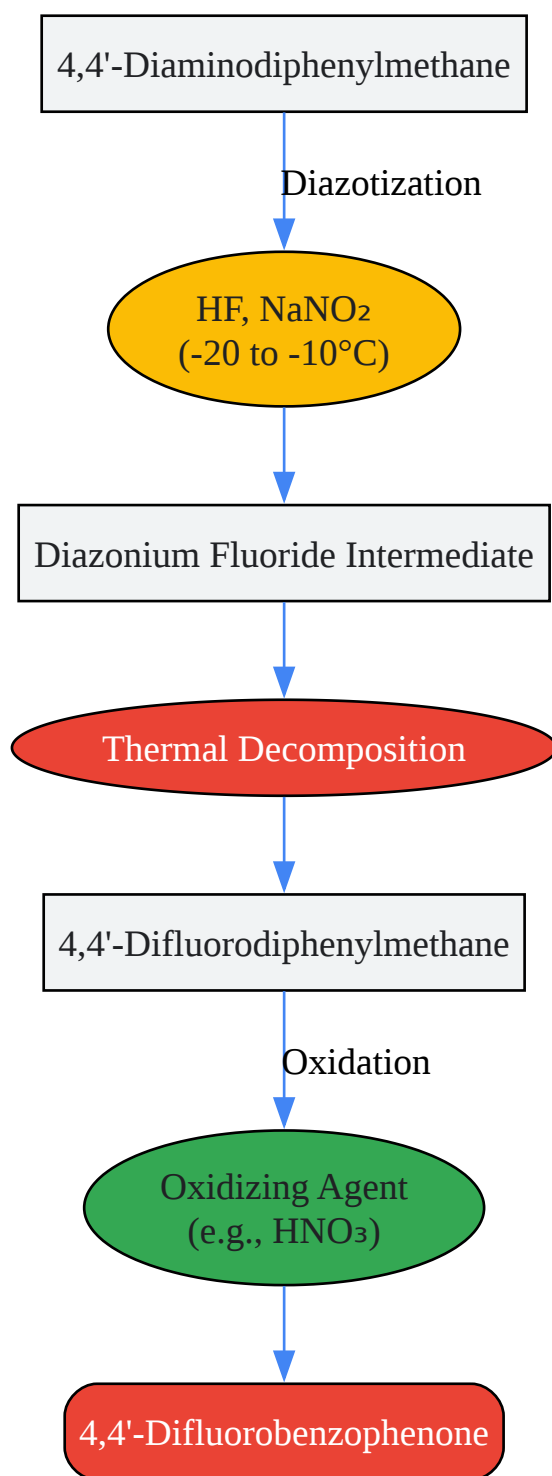 4,4'-Diaminodiphenylmethane
Diazotization
HF, NaNO₂
(-20 to -10°C)
Diazonium Fluoride Intermediate
Thermal Decomposition
4,4'-Difluorodiphenylmethane
Oxidation
Oxidizing Agent
(e.g., HNO₃)
4,4'-Difluorobenzophenone